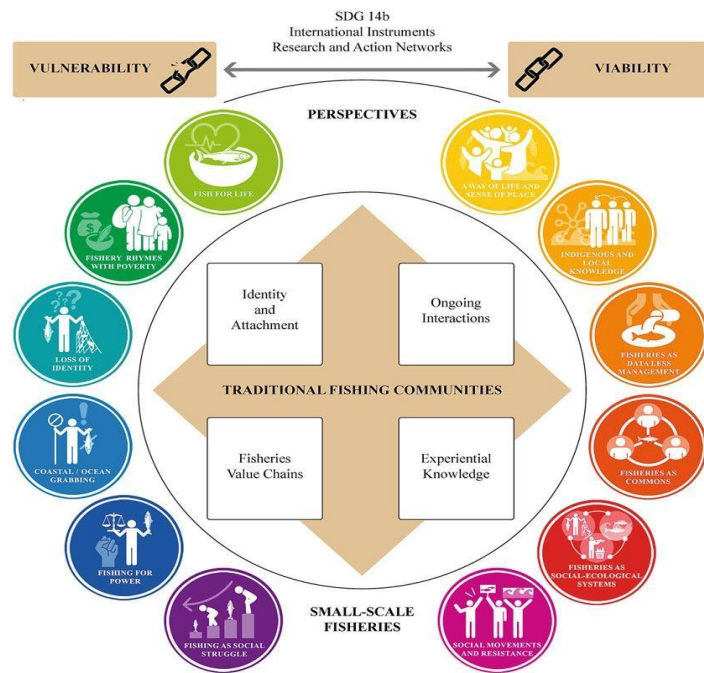 SDG 14b
International Instruments
Research and Action Networks
VULNERABILITY
VIABILITY
PERSPECTIVES
FISH FOR LIFE
A WAY OF LIFE AND
SENSE OF PLACE
FISHERY RHYMES
WITH POVERTY
INDIGENOUS AND
LOCAL KNOWLEDGE
Identity
and
Attachment
Ongoing
Interactions
LOSS OF
IDENTITY
???
FISHERIES AS
DATA LESS
MANAGEMENT
TRADITIONAL FISHING COMMUNITIES
COASTAL / OCEAN
GRABBING
!
Fisheries
Value Chains
Experiential
Knowledge
FISHERIES AS
COMMONS
FISHING FOR
POWER
FISHERIES AS
SOCIAL-ECOLOGICAL
SYSTEMS
FISHING AS SOCIAL
STRUGGLE
SMALL-SCALE
FISHERIES
SOCIAL MOVEMENTS
AND RESISTANCE